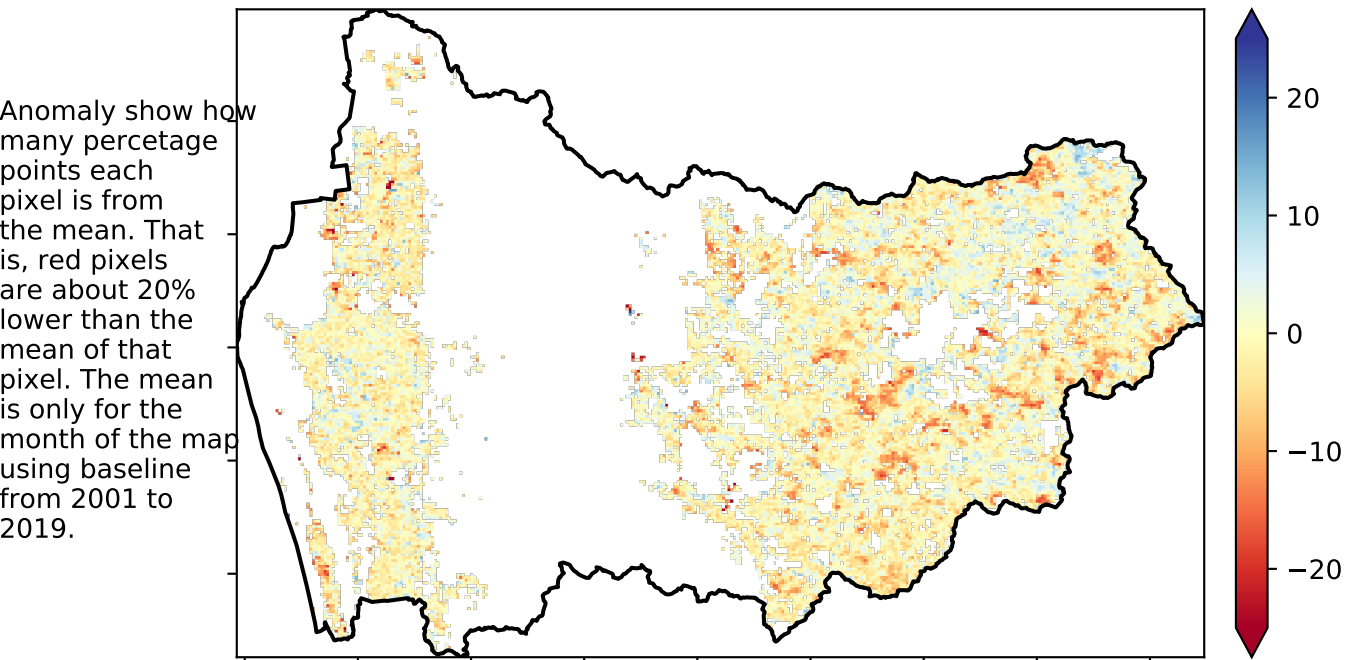 Anomaly show how
many percetage
points each
pixel is from
the mean. That
is, red pixels
are about 20%
lower than the
mean of that
pixel. The mean
is only for the
month of the map
using baseline
from 2001 to
2019.
20
10
0
−10
−20